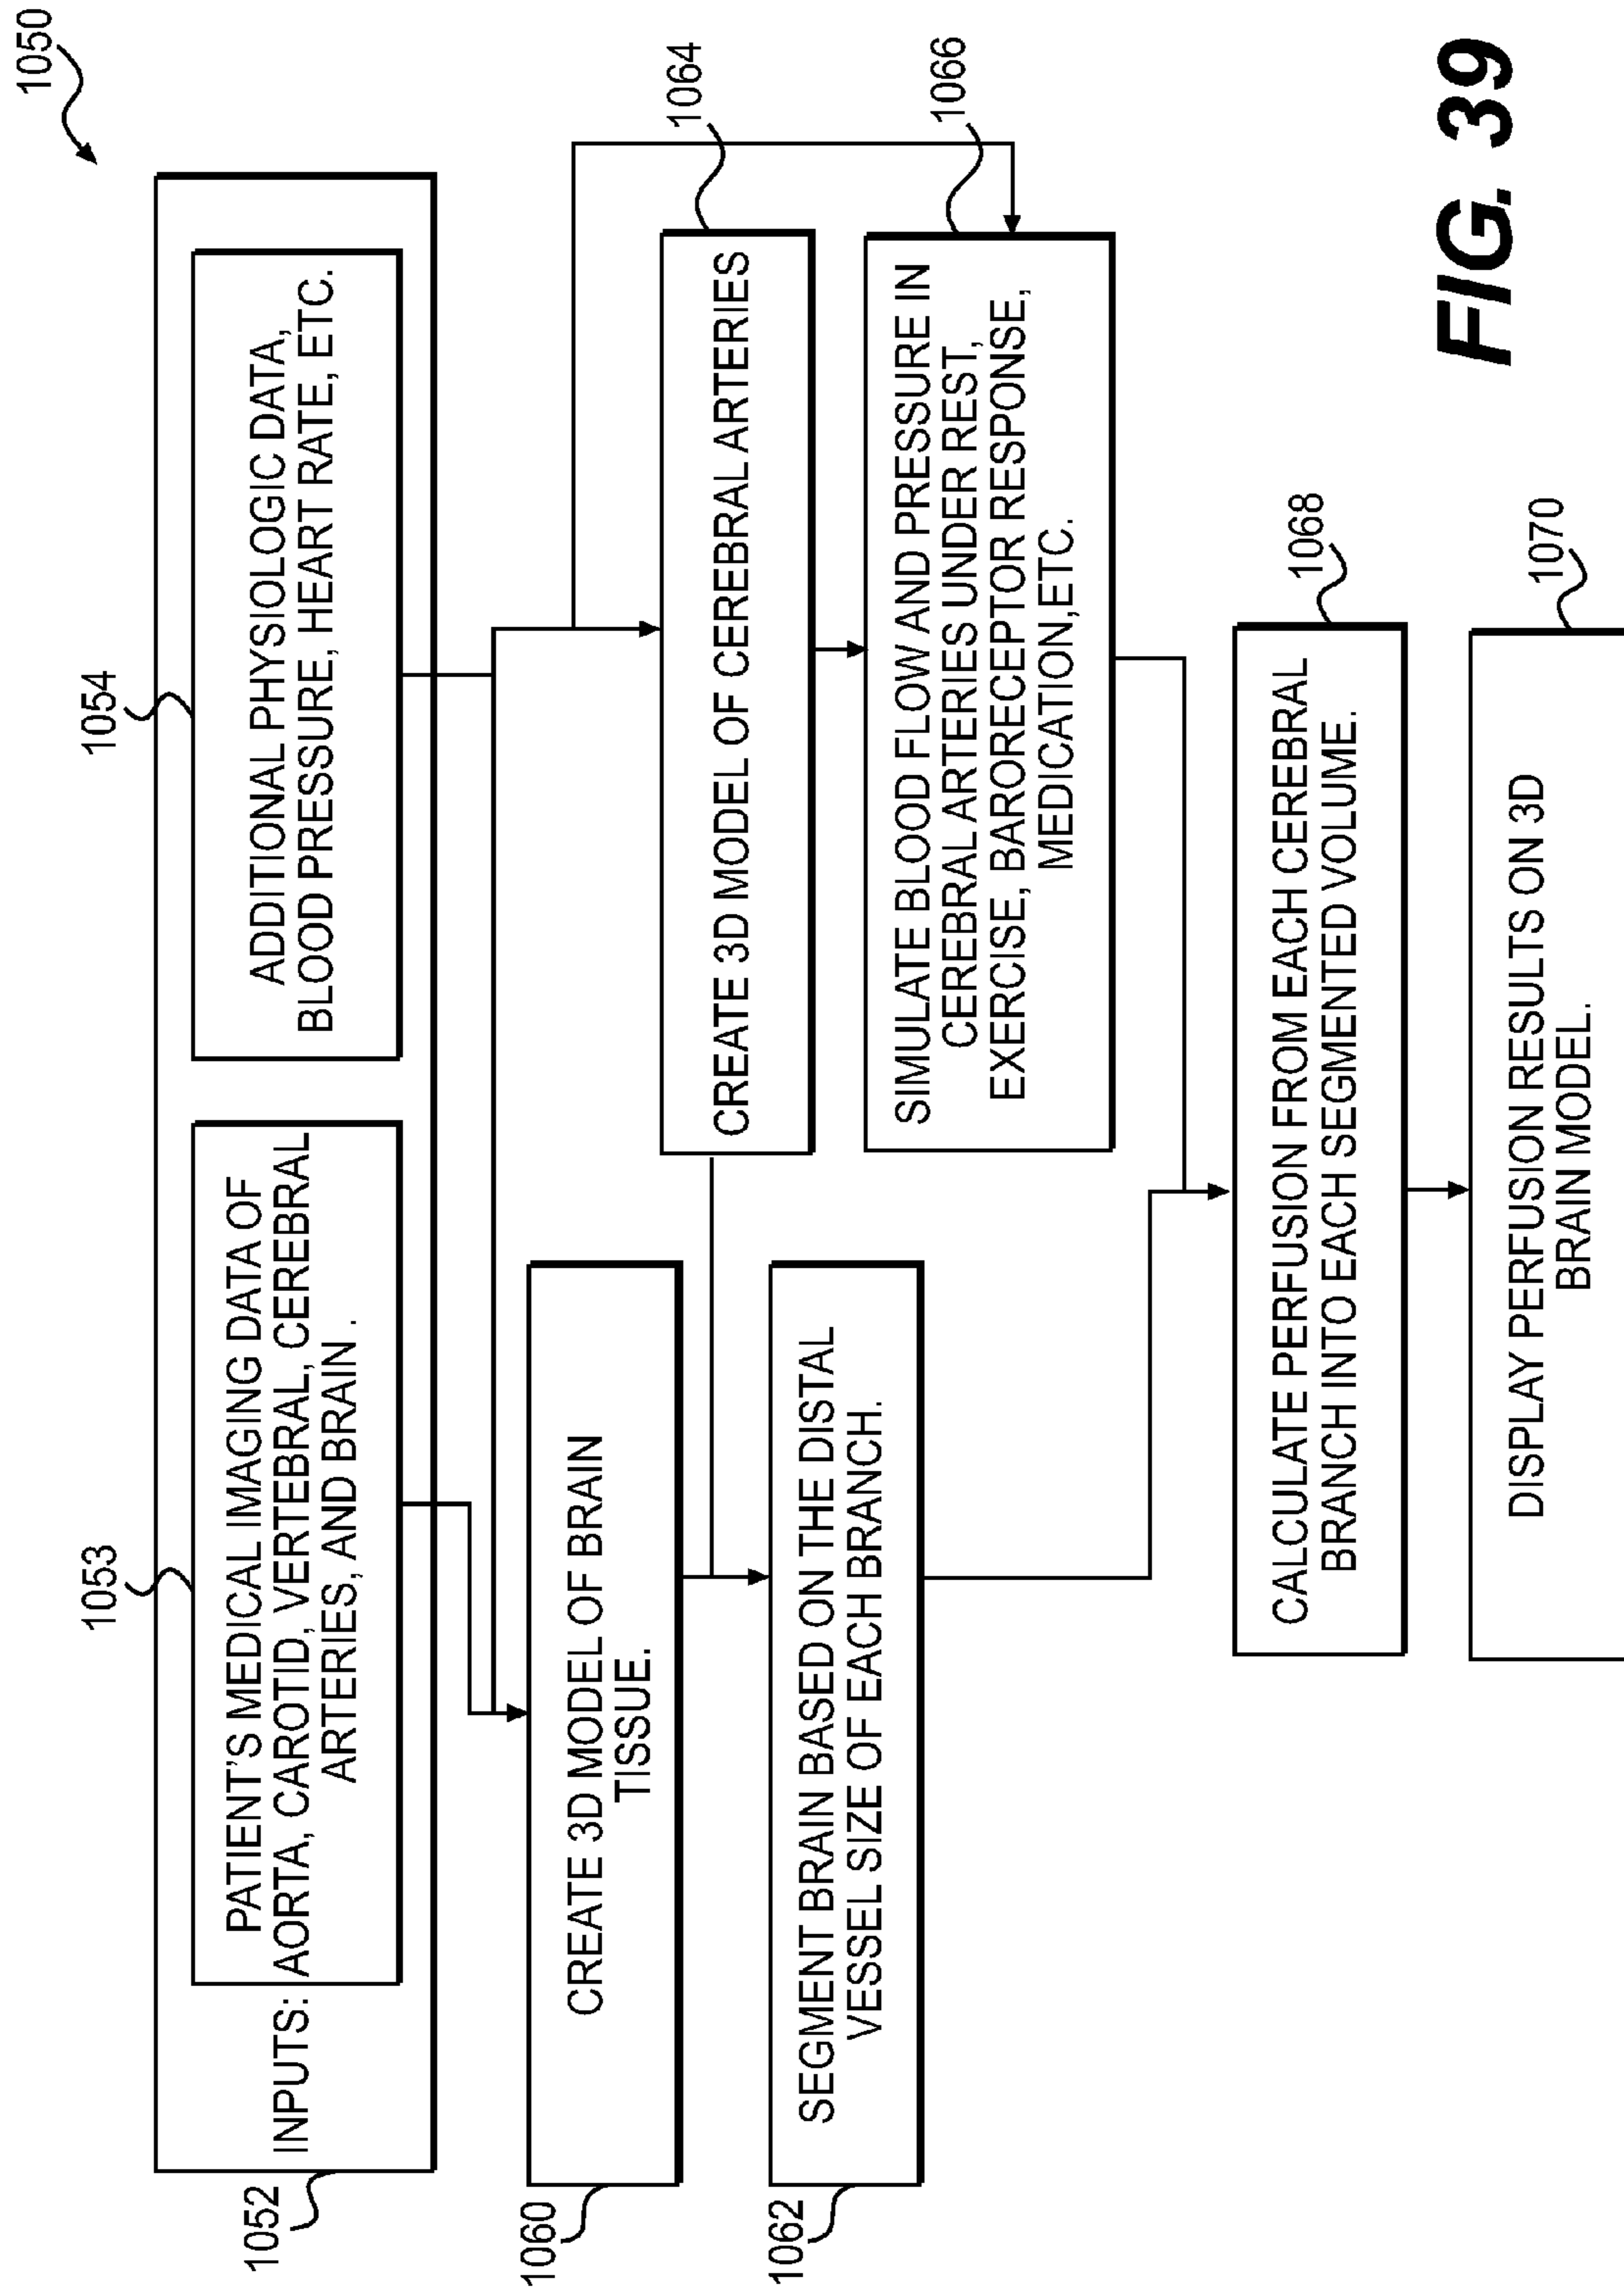 1050
1054
1053
1052
INPUTS:
PATIENT'S MEDICAL IMAGING DATA OF
AORTA, CAROTID, VERTEBRAL, CEREBRAL
ARTERIES, AND BRAIN .
ADDITIONAL PHYSIOLOGIC DATA,
BLOOD PRESSURE, HEART RATE, ETC.
1060
CREATE 3D MODEL OF BRAIN
TISSUE.
1064
CREATE 3D MODEL OF CEREBRAL ARTERIES
1062
SEGMENT BRAIN BASED ON THE DISTAL
VESSEL SIZE OF EACH BRANCH.
1066
SIMULATE BLOOD FLOW AND PRESSURE IN
CEREBRAL ARTERIES UNDER REST,
EXERCISE, BARORECEPTOR RESPONSE,
MEDICATION,ETC.
1068
CALCULATE PERFUSION FROM EACH CEREBRAL
BRANCH INTO EACH SEGMENTED VOLUME.
1070
DISPLAY PERFUSION RESULTS ON 3D
BRAIN MODEL.
FIG. 39